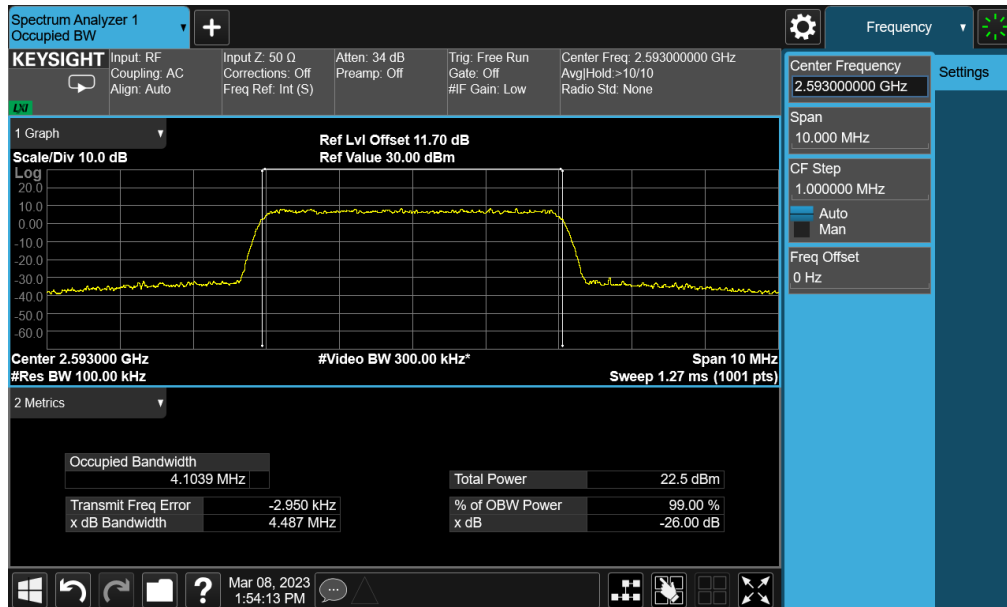 Spectrum Analyzer 1
Occupied BW
Frequency
KEYSIGHT
LXI
Input: RF
Coupling: AC
Align: Auto
Input Z: 50 Ω
Corrections: Off
Freq Ref: Int (S)
Atten: 34 dB
Preamp: Off
Trig: Free Run
Gate: Off
#IF Gain: Low
Center Freq: 2.593000000 GHz
Avg|Hold:>10/10
Radio Std: None
Center Frequency
2.593000000 GHz
Settings
Span
10.000 MHz
CF Step
1.000000 MHz
Auto
Man
Freq Offset
0 Hz
1 Graph
Scale/Div 10.0 dB
Ref Lvl Offset 11.70 dB
Ref Value 30.00 dBm
Log
20.0
10.0
0.00
-10.0
-20.0
-30.0
-40.0
-50.0
-60.0
Center 2.593000 GHz
#Res BW 100.00 kHz
#Video BW 300.00 kHz*
Span 10 MHz
Sweep 1.27 ms (1001 pts)
2 Metrics
Occupied Bandwidth
4.1039 MHz
Total Power 22.5 dBm
Transmit Freq Error -2.950 kHz
x dB Bandwidth 4.487 MHz
% of OBW Power 99.00 %
x dB -26.00 dB
Mar 08, 2023
1:54:13 PM